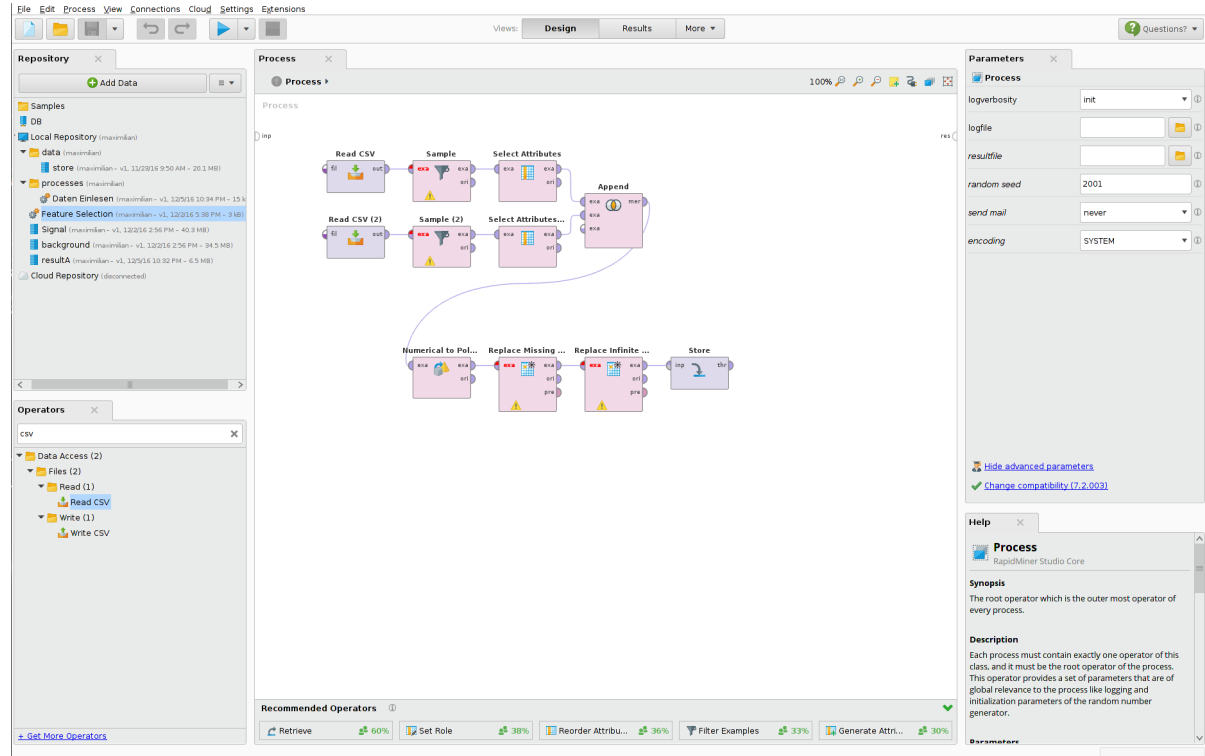 File Edit Process View Connections Cloud Settings Extensions
Views: Design Results More
Questions?
Repository
Add Data
Samples
DB
Local Repository (maximilian)
data (maximilian)
store (maximilian – v1, 11/29/16 9:50 AM – 20.1 MB)
processes (maximilian)
Daten Einlesen (maximilian – v1, 12/5/16 10:34 PM – 15 k
Feature Selection (maximilian – v1, 12/2/16 5:38 PM – 3 kB)
Signal (maximilian – v1, 12/2/16 2:56 PM – 40.3 MB)
background (maximilian – v1, 12/2/16 2:56 PM – 34.5 MB)
resultA (maximilian – v1, 12/5/16 10:32 PM – 6.5 MB)
Cloud Repository (disconnected)
Operators
csv
Data Access (2)
Files (2)
Read (1)
Read CSV
Write (1)
Write CSV
+ Get More Operators
Process
Process
100%
Process
inp
res
Read CSV
fil out
Sample
exa exa
ori
Select Attributes
exa exa
ori
Append
exa mer
exa
exa
Read CSV (2)
fil out
Sample (2)
exa exa
ori
Select Attributes...
exa exa
ori
Numerical to Pol...
exa exa
ori
Replace Missing ...
exa exa
ori
pre
Replace Infinite ...
exa exa
ori
pre
Store
inp thr
Recommended Operators
Retrieve 60%
Set Role 38%
Reorder Attribu... 36%
Filter Examples 33%
Generate Attri... 30%
Parameters
Process
logverbosity init
logfile
resultfile
random seed 2001
send mail never
encoding SYSTEM
Hide advanced parameters
Change compatibility (7.2.003)
Help
Process
RapidMiner Studio Core
Synopsis
The root operator which is the outer most operator of
every process.
Description
Each process must contain exactly one operator of this
class, and it must be the root operator of the process.
This operator provides a set of parameters that are of
global relevance to the process like logging and
initialization parameters of the random number
generator.
Parameters